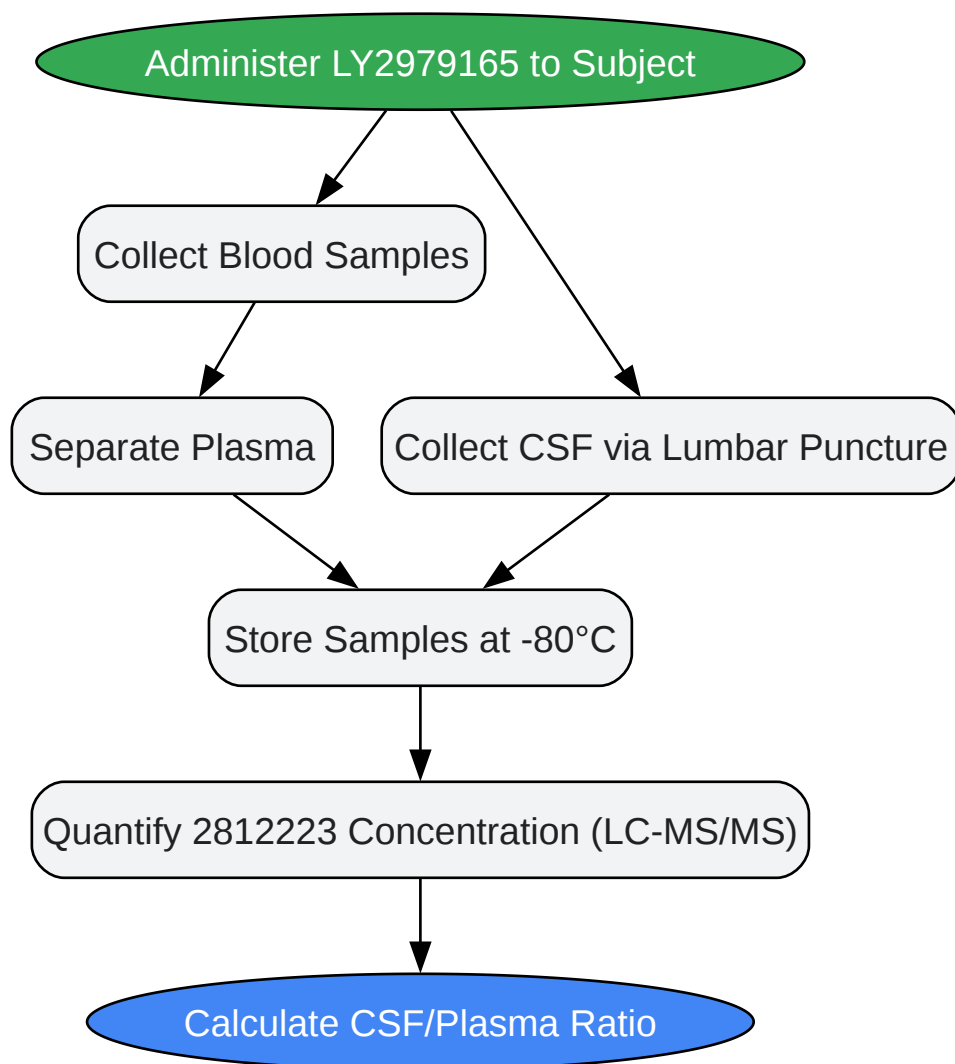 Administer LY2979165 to Subject
Collect Blood Samples
Separate Plasma
Collect CSF via Lumbar Puncture
Store Samples at -80°C
Quantify 2812223 Concentration (LC-MS/MS)
Calculate CSF/Plasma Ratio